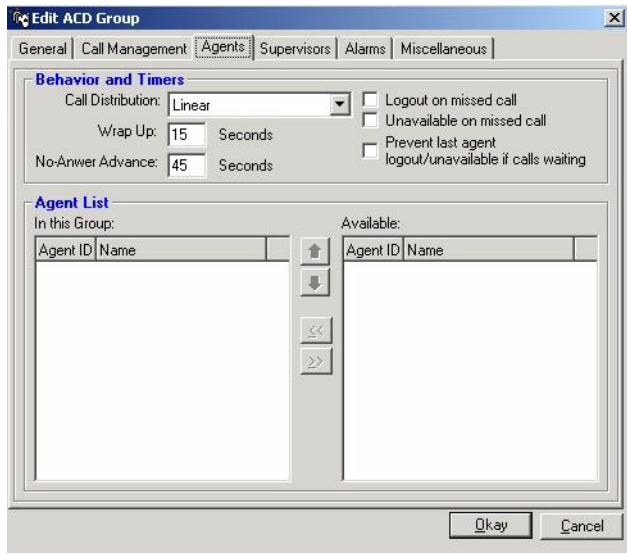 Edit ACD Group
General Call Management Agents Supervisors Alarms Miscellaneous
Behavior and Timers
Call Distribution: Linear
Logout on missed call
Unavailable on missed call
Wrap Up: 15 Seconds
Prevent last agent
logout/unavailable if calls waiting
No-Anwer Advance: 45 Seconds
Agent List
In this Group:
Agent ID Name
<<
>>
Available:
Agent ID Name
Okay Cancel